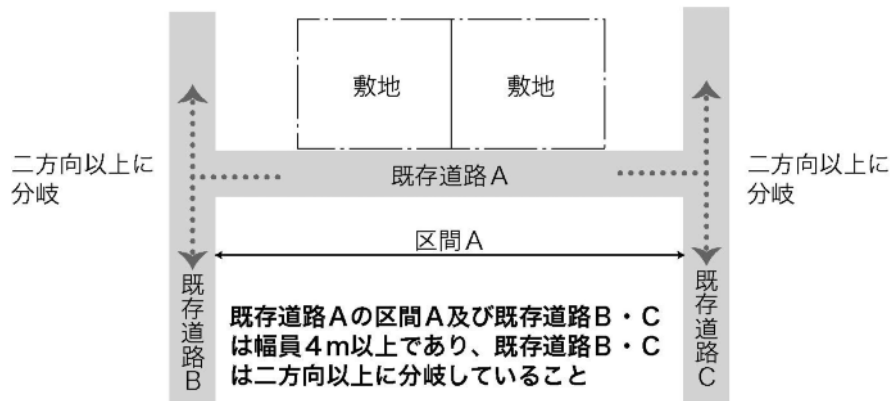 敷地
敷地
二方向以上に
分岐
二方向以上に
分岐
既存道路A
区間A
既存道路B
既存道路C
既存道路Aの区間A及び既存道路B・C
は幅員4m以上であり、既存道路B・C
は二方向以上に分岐していること